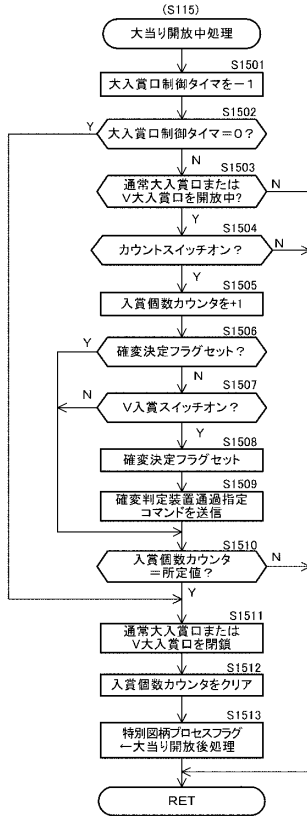 (S115)
大当り開放中処理
S1501
大入賞口制御タイマを－1
S1502
Y
大入賞口制御タイマ＝0？
N
S1503
通常大入賞口または
V大入賞口を開放中?
N
Y
S1504
カウントスイッチオン？
N
Y
S1505
入賞個数カウンタを+1
S1506
Y
確変決定フラグセット？
N
S1507
N
V入賞スイッチオン？
Y
S1508
確変決定フラグセット
S1509
確変判定装置通過指定
コマンドを送信
S1510
入賞個数カウンタ
＝所定値？
N
Y
S1511
通常大入賞口または
V大入賞口を閉鎖
S1512
入賞個数カウンタをクリア
S1513
特別図柄プロセスフラグ
←大当り開放後処理
RET